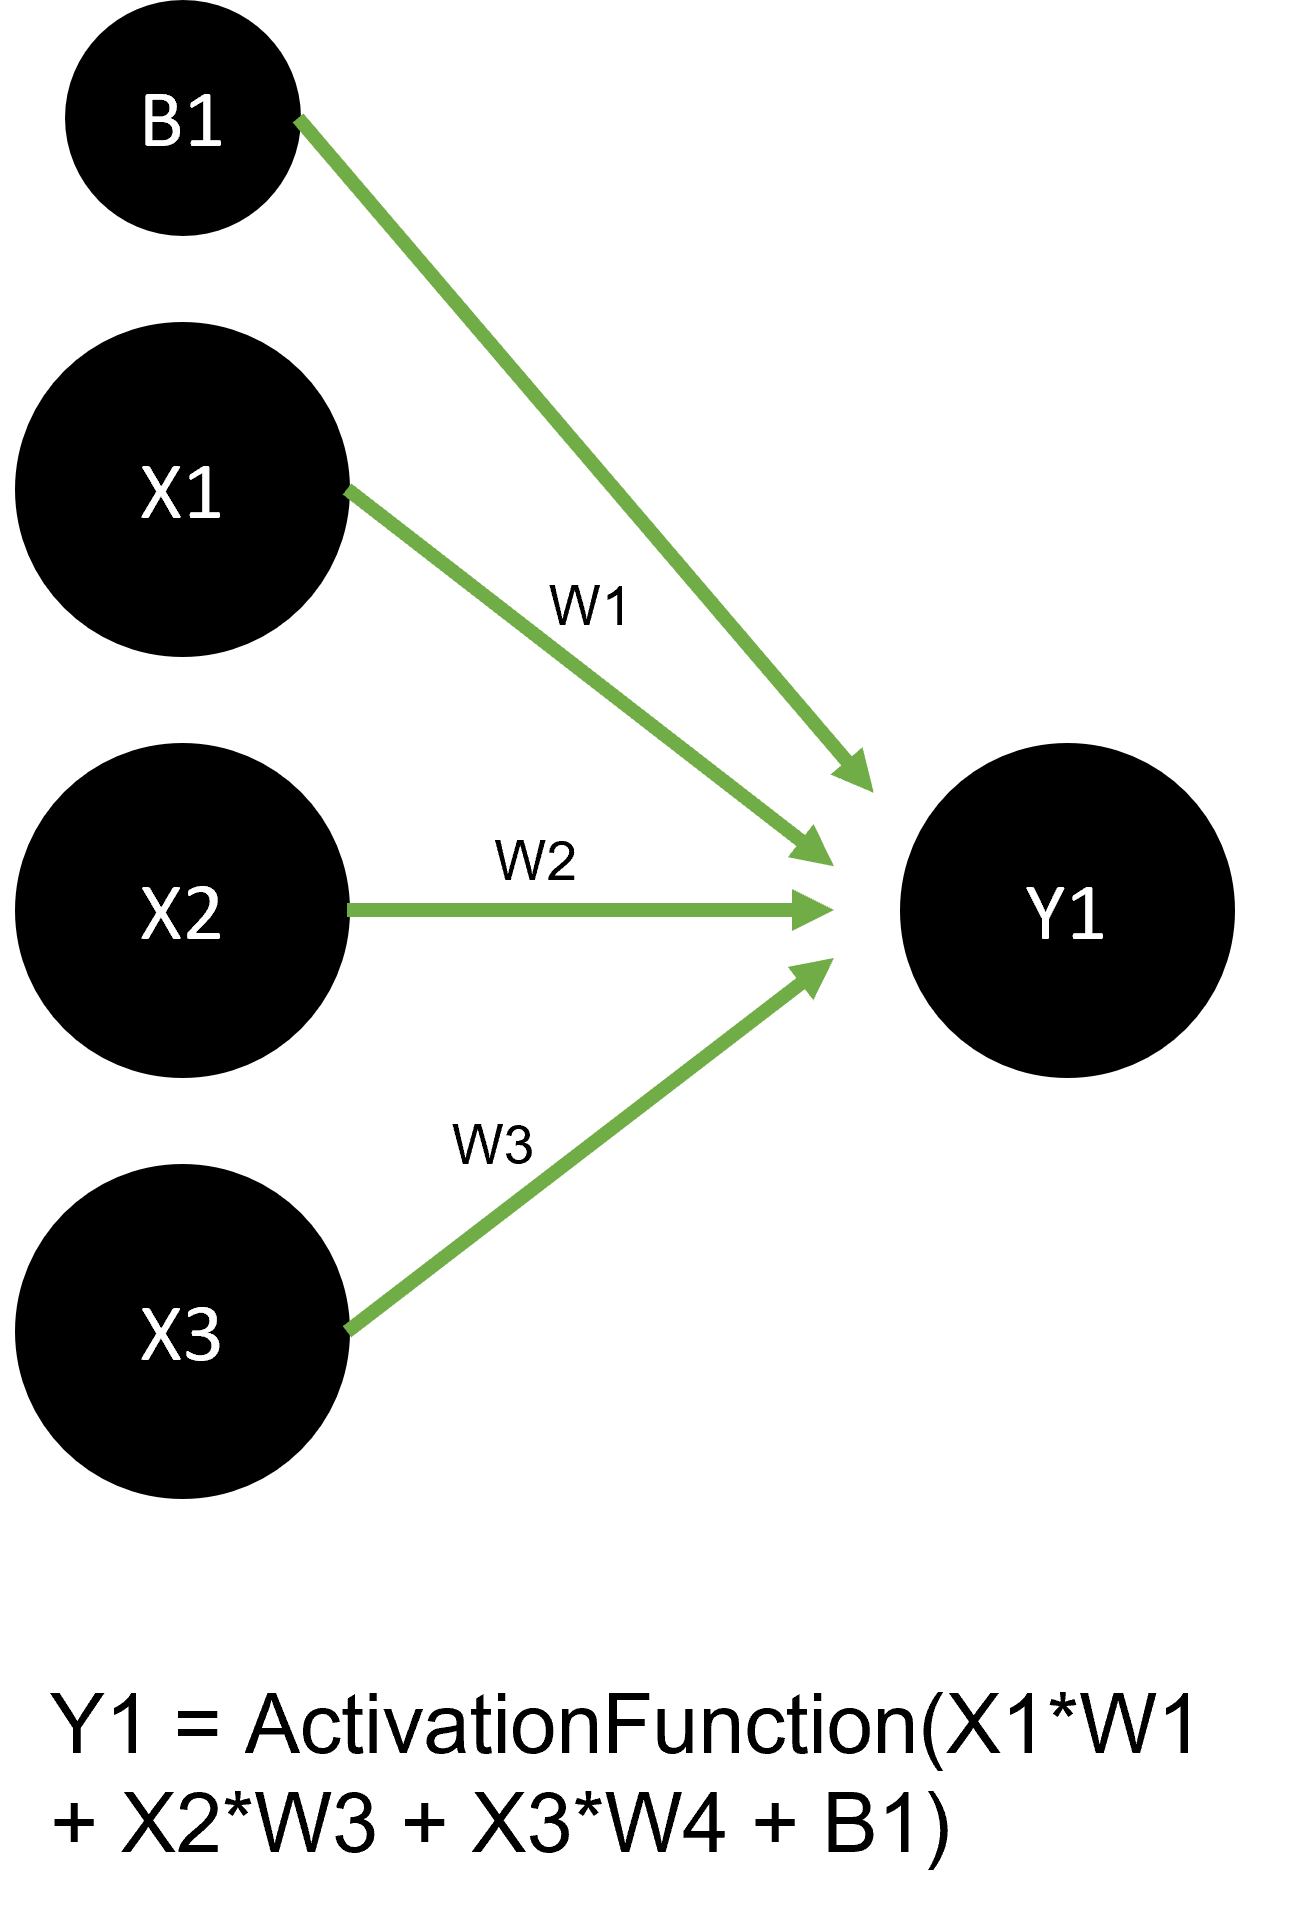 B1
X1
W1
W2
X2
Y1
W3
X3
Y1 = ActivationFunction(X1*W1
+ X2*W3 + X3*W4 + B1)